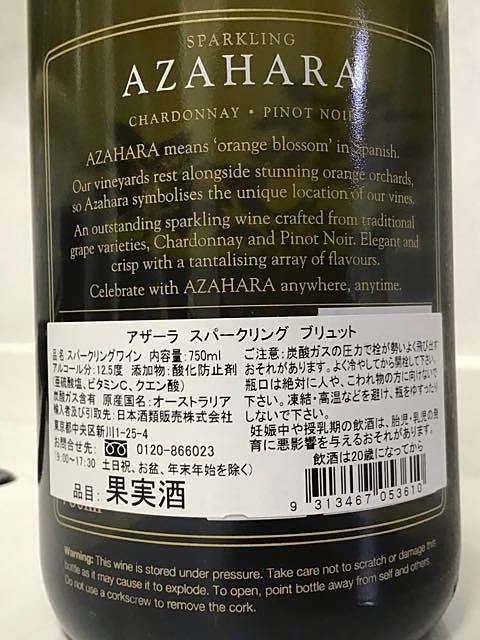 SPARKLING
AZAHARA
CHARDONNAY • PINOT NOIR
AZAHARA means 'orange blossom' in Spanish.
Our vineyards rest alongside stunning orange orchards,
so Azahara symbolises the unique location of our vines.
An outstanding sparkling wine crafted from traditional
grape varieties, Chardonnay and Pinot Noir. Elegant and
crisp with a tantalising array of flavours.
Celebrate with AZAHARA anywhere, anytime.
アザーラ スパークリング ブリュット
品名:スパークリングワイン 内容量:750ml
アルコール分:12.5度 添加物:酸化防止剤
(亜硫酸塩、ビタミンC、クエン酸)
炭酸ガス含有 原産国名:オーストラリア
輸入者及び引取先:日本酒類販売株式会社
東京都中央区新川1-25-4
お問合せ先: 0120-866023
(9:00~17:30 土日祝、お盆、年末年始を除く)
品目:果実酒
ご注意:炭酸ガスの圧力で栓が勢いよく飛び出す
おそれがあります。よく冷やしてから開栓して下さい。
瓶口は絶対に人や、こわれ物の方に向けないで
下さい。凍結・高温などを避け、瓶をゆすったり
しないで下さい。
妊娠中や授乳期の飲酒は、胎児・乳児の発
育に悪影響を与えるおそれがあります。
飲酒は20歳になってから
9 313467 053610
Warning: This wine is stored under pressure. Take care not to scratch or damage this
bottle as it may cause it to explode. To open, point bottle away from self and others.
Do not use a corkscrew to remove the cork.